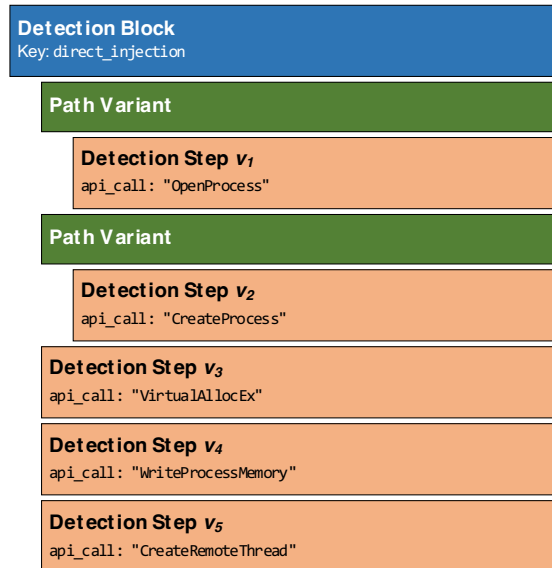 Detection Block
Key: direct_injection
Path Variant
Detection Step v1
api_call: "OpenProcess"
Path Variant
Detection Step v2
api_call: "CreateProcess"
Detection Step v3
api_call: "VirtualAllocEx"
Detection Step v4
api_call: "WriteProcessMemory"
Detection Step v5
api_call: "CreateRemoteThread"